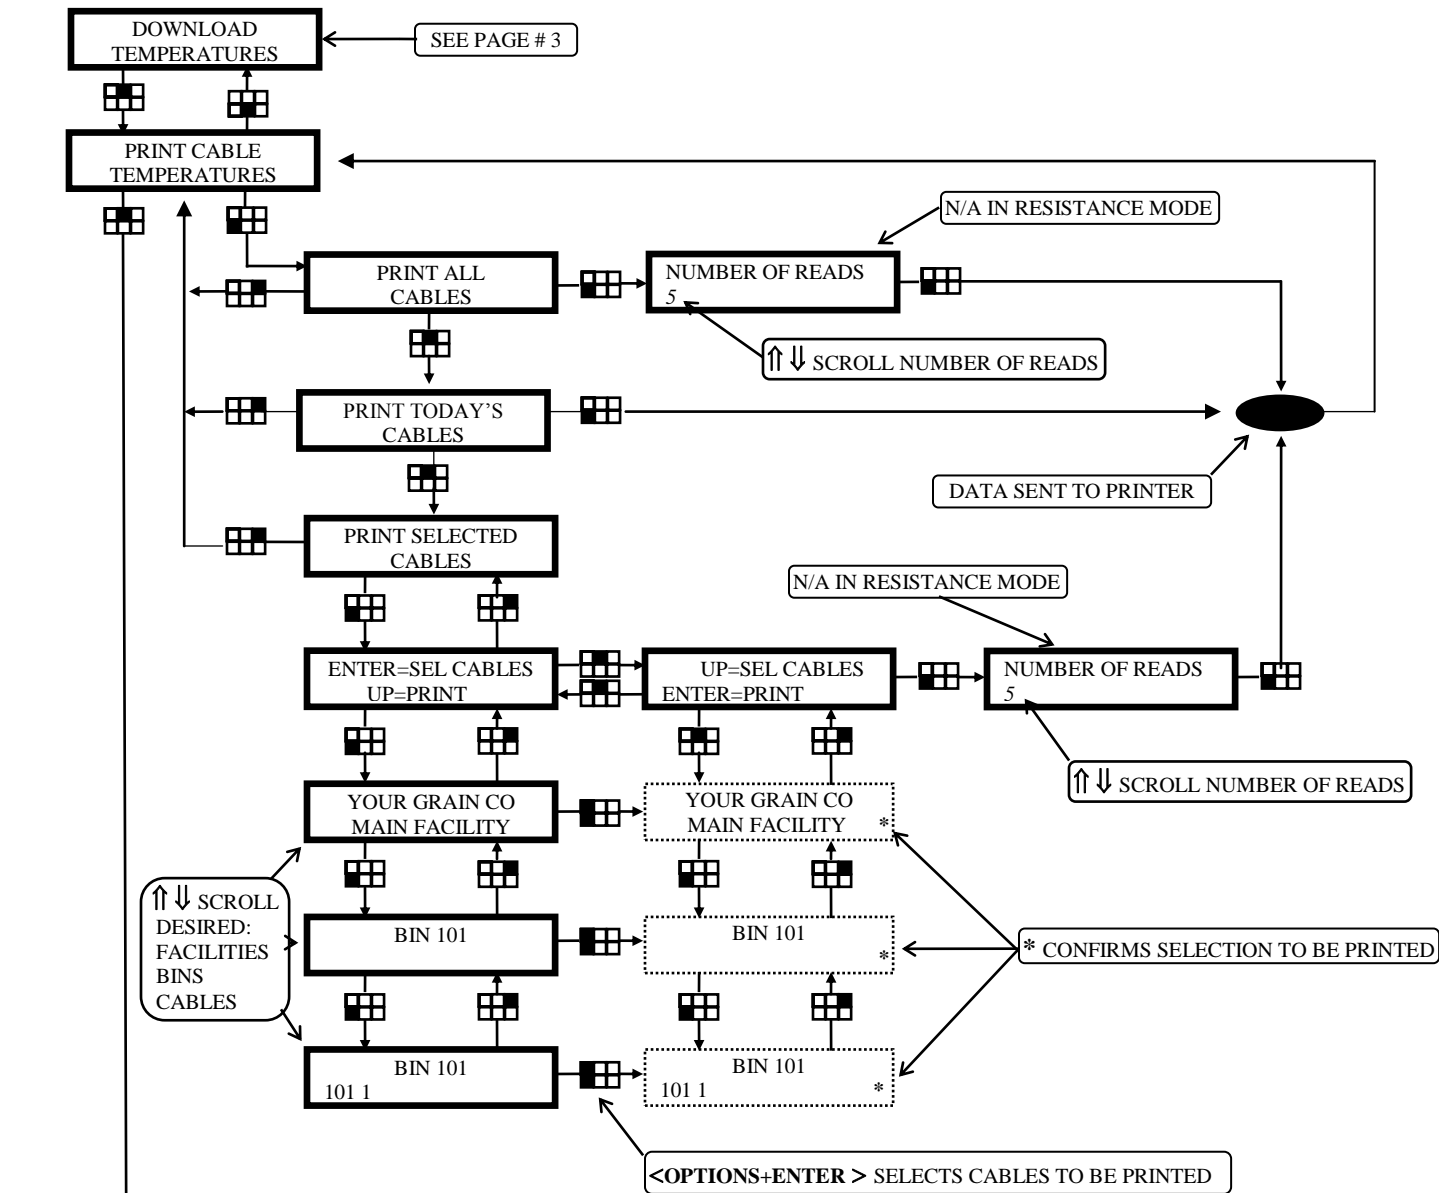 DOWNLOAD
TEMPERATURES
SEE PAGE # 3
PRINT CABLE
TEMPERATURES
N/A IN RESISTANCE MODE
PRINT ALL
CABLES
NUMBER OF READS
5
⇑ ⇓ SCROLL NUMBER OF READS
PRINT TODAY'S
CABLES
DATA SENT TO PRINTER
PRINT SELECTED
CABLES
N/A IN RESISTANCE MODE
ENTER=SEL CABLES
UP=PRINT
UP=SEL CABLES
ENTER=PRINT
NUMBER OF READS
5
⇑ ⇓ SCROLL NUMBER OF READS
YOUR GRAIN CO
MAIN FACILITY
YOUR GRAIN CO
MAIN FACILITY *
⇑ ⇓ SCROLL
DESIRED:
FACILITIES
BINS
CABLES
BIN 101
BIN 101
*
* CONFIRMS SELECTION TO BE PRINTED
BIN 101
101 1
BIN 101
101 1 *
<OPTIONS+ENTER > SELECTS CABLES TO BE PRINTED